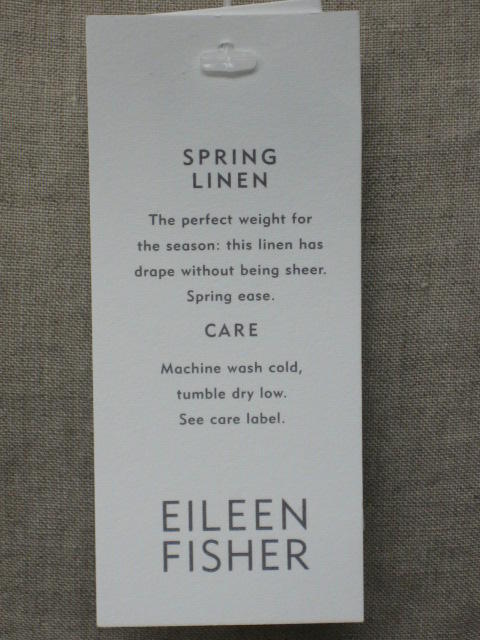 SPRING
LINEN
The perfect weight for
the season: this linen has
drape without being sheer.
Spring ease.
CARE
Machine wash cold,
tumble dry low.
See care label.
EILEEN
FISHER